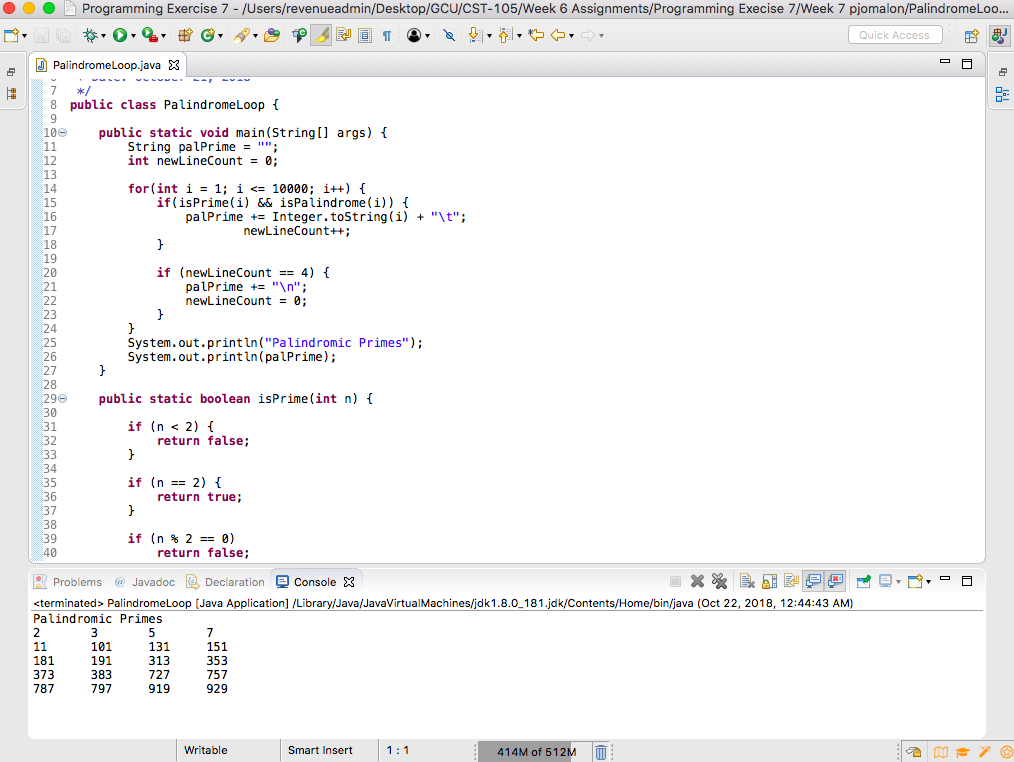 Programming Exercise 7 - /Users/revenueadmin/Desktop/GCU/CST-105/Week 6 Assignments/Programming Execise 7/Week 7 pjomalon/PalindromeLoo...
Quick Access
PalindromeLoop.java
7 */
8 public class PalindromeLoop {
9
10 public static void main(String[] args) {
11 String palPrime = "";
12 int newLineCount = 0;
13
14 for(int i = 1; i <= 10000; i++) {
15 if(isPrime(i) && isPalindrome(i)) {
16 palPrime += Integer.toString(i) + "\t";
17 newLineCount++;
18 }
19
20 if (newLineCount == 4) {
21 palPrime += "\n";
22 newLineCount = 0;
23 }
24 }
25 System.out.println("Palindromic Primes");
26 System.out.println(palPrime);
27 }
28
29 public static boolean isPrime(int n) {
30
31 if (n < 2) {
32 return false;
33 }
34
35 if (n == 2) {
36 return true;
37 }
38
39 if (n % 2 == 0)
40 return false;
Problems @ Javadoc Declaration Console
<terminated> PalindromeLoop [Java Application] /Library/Java/JavaVirtualMachines/jdk1.8.0_181.jdk/Contents/Home/bin/java (Oct 22, 2018, 12:44:43 AM)
Palindromic Primes
2 3 5 7
11 101 131 151
181 191 313 353
373 383 727 757
787 797 919 929
Writable Smart Insert 1 : 1 414M of 512M